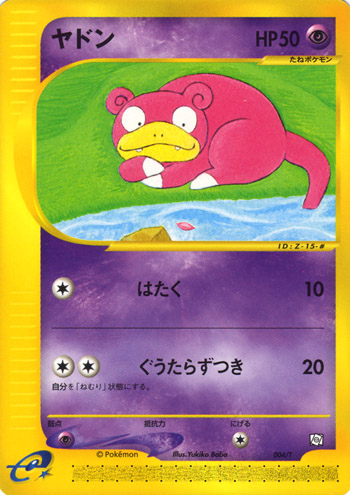 ヤドン HP50
たねポケモン
ID:Z-15-#
はたく 10
ぐうたらずつき 20
自分を「ねむり」状態にする。
弱点 抵抗力 にげる
©Pokémon Illus.Yukiko Baba 004/T
e